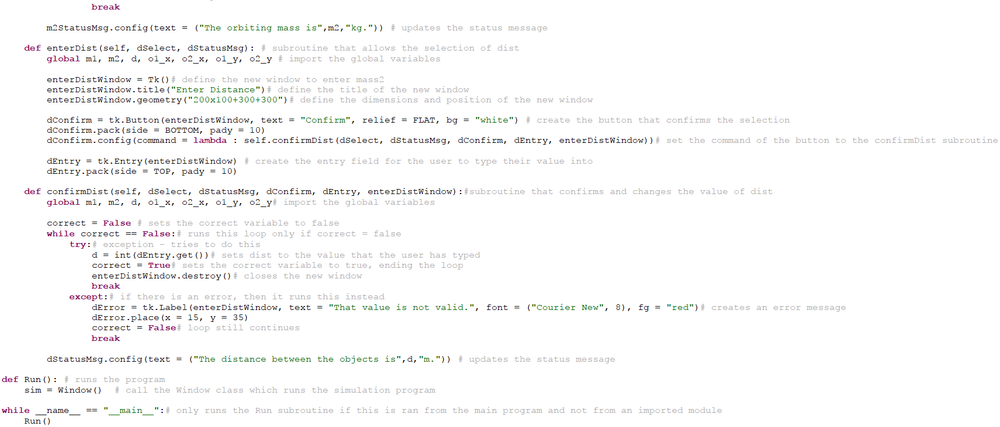 break
m2StatusMsg.config(text = ("The orbiting mass is",m2,"kg.")) # updates the status message
def enterDist(self, dSelect, dStatusMsg): # subroutine that allows the selection of dist
global m1, m2, d, o1_x, o2_x, o1_y, o2_y # import the global variables
enterDistWindow = Tk()# define the new window to enter mass2
enterDistWindow.title("Enter Distance")# define the title of the new window
enterDistWindow.geometry("200x100+300+300")# define the dimensions and position of the new window
dConfirm = tk.Button(enterDistWindow, text = "Confirm", relief = FLAT, bg = "white") # create the button that confirms the selection
dConfirm.pack(side = BOTTOM, pady = 10)
dConfirm.config(command = lambda : self.confirmDist(dSelect, dStatusMsg, dConfirm, dEntry, enterDistWindow))# set the command of the button to the confirmDist subroutine
dEntry = tk.Entry(enterDistWindow) # create the entry field for the user to type their value into
dEntry.pack(side = TOP, pady = 10)
def confirmDist(self, dSelect, dStatusMsg, dConfirm, dEntry, enterDistWindow):#subroutine that confirms and changes the value of dist
global m1, m2, d, o1_x, o2_x, o1_y, o2_y# import the global variables
correct = False # sets the correct variable to false
while correct == False:# runs this loop only if correct = false
try:# exception - tries to do this
d = int(dEntry.get())# sets dist to the value that the user has typed
correct = True# sets the correct variable to true, ending the loop
enterDistWindow.destroy()# closes the new window
break
except:# if there is an error, then it runs this instead
dError = tk.Label(enterDistWindow, text = "That value is not valid.", font = ("Courier New", 8), fg = "red")# creates an error message
dError.place(x = 15, y = 35)
correct = False# loop still continues
break
dStatusMsg.config(text = ("The distance between the objects is",d,"m.")) # updates the status message
def Run(): # runs the program
sim = Window()  # call the Window class which runs the simulation program
while __name__ == "__main__":# only runs the Run subroutine if this is ran from the main program and not from an imported module
Run()